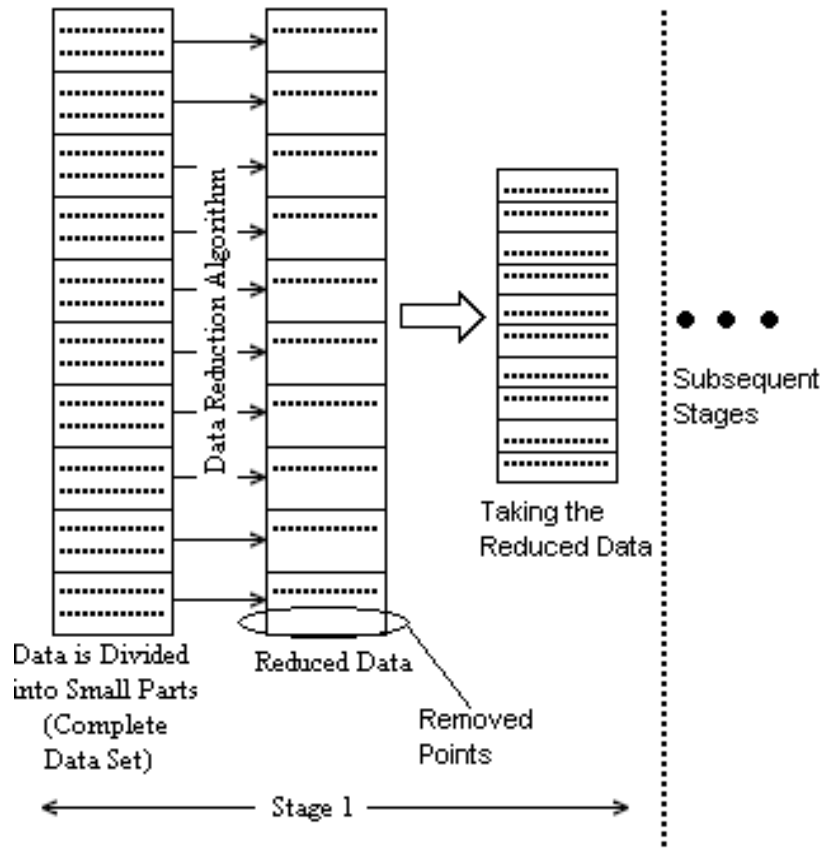 Data Reduction Algorithm
Data is Divided
into Small Parts
(Complete
Data Set)
Reduced Data
Removed
Points
Taking the
Reduced Data
Subsequent
Stages
Stage 1